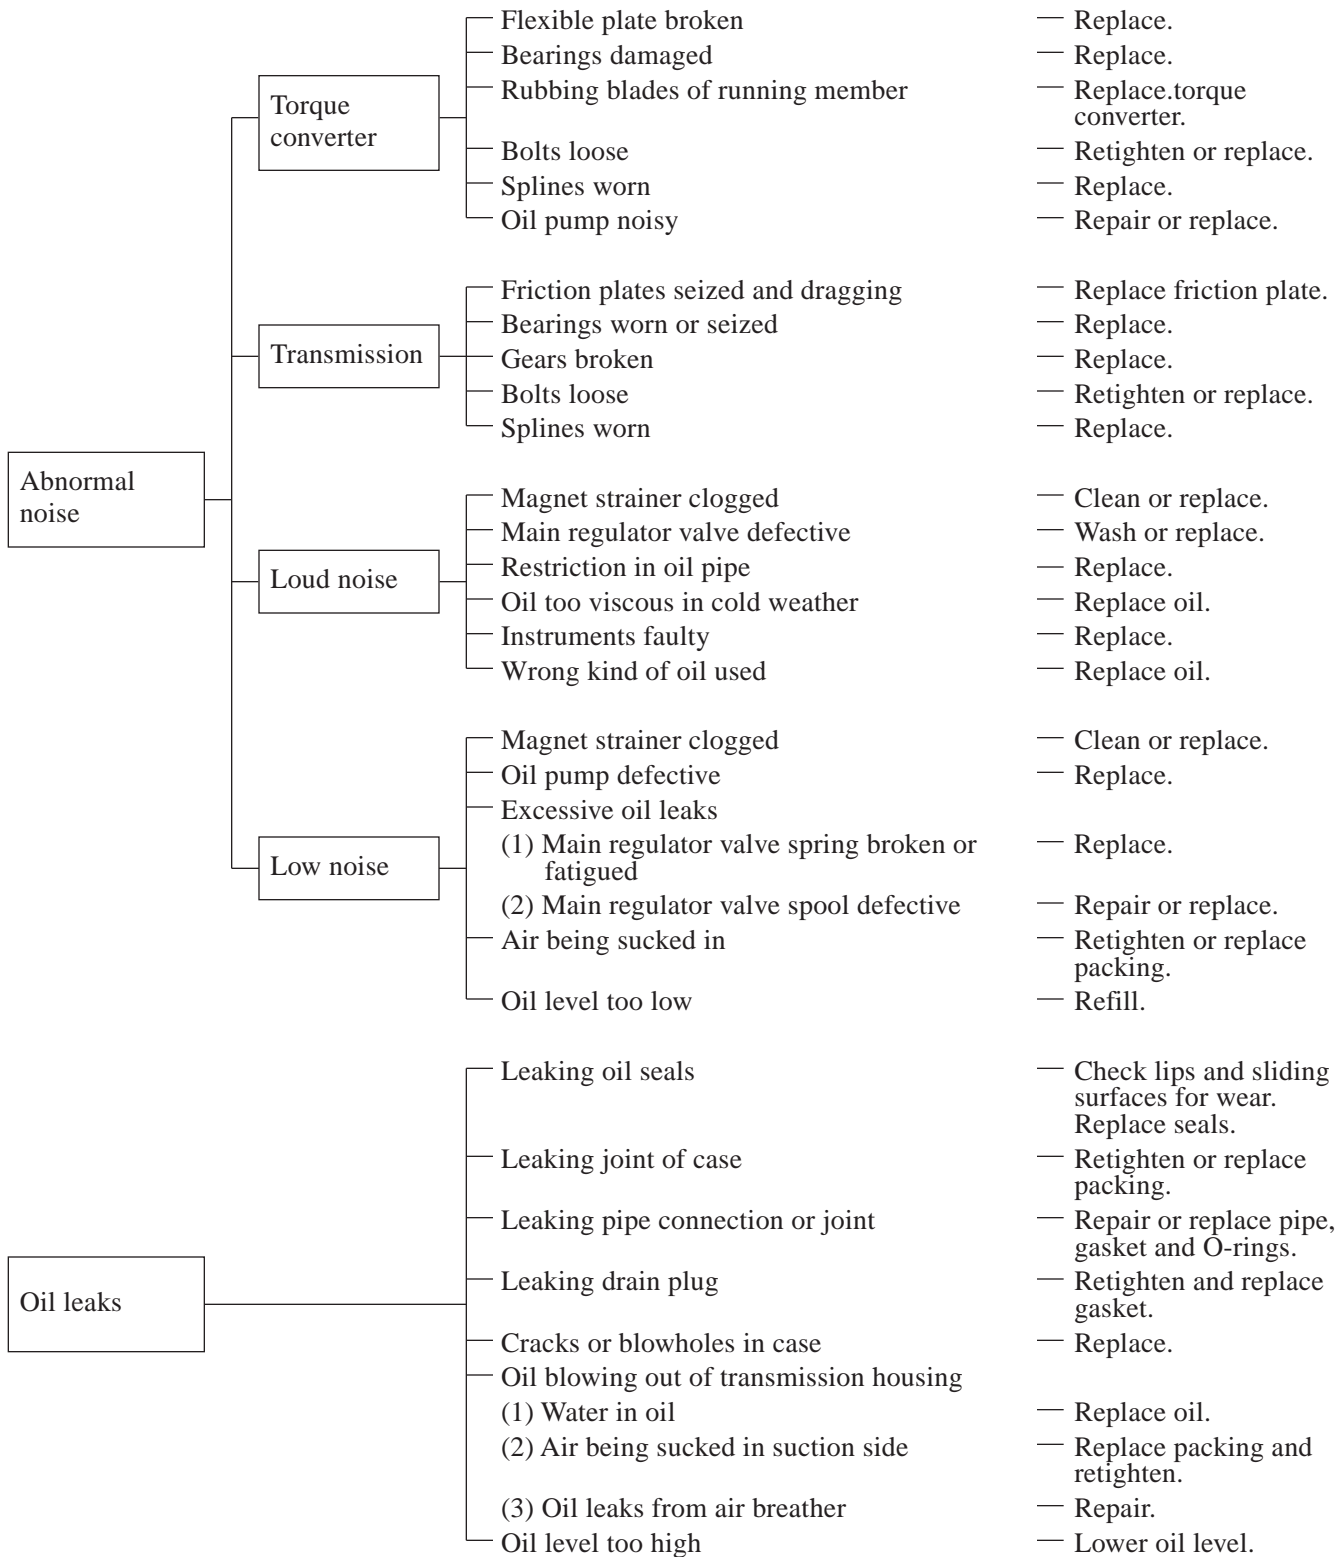 Abnormal
noise
Torque
converter
Flexible plate broken — Replace.
Bearings damaged — Replace.
Rubbing blades of running member — Replace.torque
converter.
Bolts loose — Retighten or replace.
Splines worn — Replace.
Oil pump noisy — Repair or replace.
Transmission
Friction plates seized and dragging — Replace friction plate.
Bearings worn or seized — Replace.
Gears broken — Replace.
Bolts loose — Retighten or replace.
Splines worn — Replace.
Loud noise
Magnet strainer clogged — Clean or replace.
Main regulator valve defective — Wash or replace.
Restriction in oil pipe — Replace.
Oil too viscous in cold weather — Replace oil.
Instruments faulty — Replace.
Wrong kind of oil used — Replace oil.
Low noise
Magnet strainer clogged — Clean or replace.
Oil pump defective — Replace.
Excessive oil leaks
(1) Main regulator valve spring broken or — Replace.
fatigued
(2) Main regulator valve spool defective — Repair or replace.
Air being sucked in — Retighten or replace
packing.
Oil level too low — Refill.
Oil leaks
Leaking oil seals — Check lips and sliding
surfaces for wear.
Replace seals.
Leaking joint of case — Retighten or replace
packing.
Leaking pipe connection or joint — Repair or replace pipe,
gasket and O-rings.
Leaking drain plug — Retighten and replace
gasket.
Cracks or blowholes in case — Replace.
Oil blowing out of transmission housing
(1) Water in oil — Replace oil.
(2) Air being sucked in suction side — Replace packing and
retighten.
(3) Oil leaks from air breather — Repair.
Oil level too high — Lower oil level.